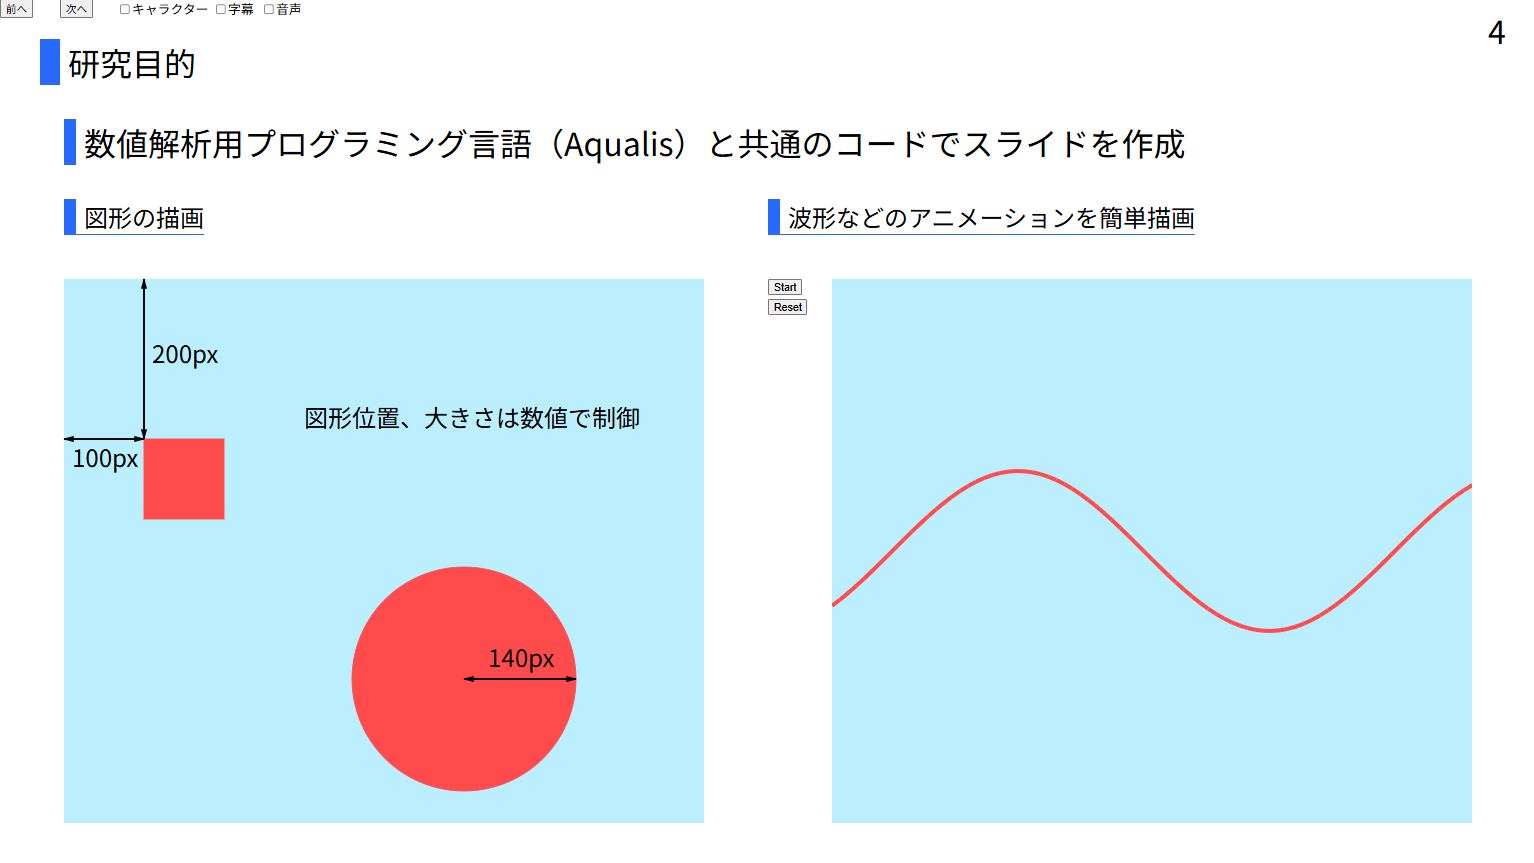 前へ 次へ キャラクター 字幕 音声
4
研究目的
数値解析用プログラミング言語（Aqualis）と共通のコードでスライドを作成
図形の描画
200px
図形位置、大きさは数値で制御
100px
140px
波形などのアニメーションを簡単描画
Start
Reset